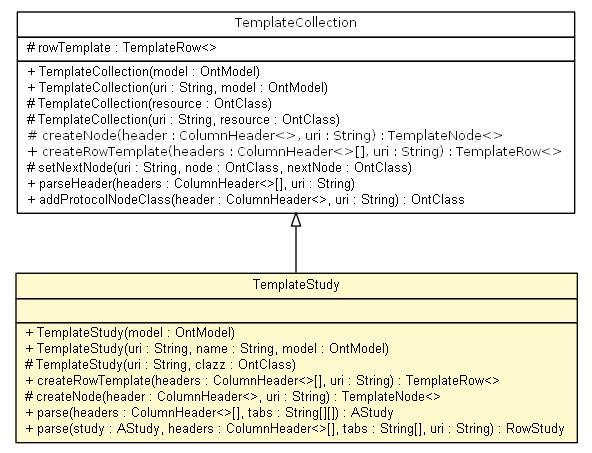 TemplateCollection
# rowTemplate : TemplateRow<>
+ TemplateCollection(model : OntModel)
+ TemplateCollection(uri : String, model : OntModel)
# TemplateCollection(resource : OntClass)
# TemplateCollection(uri : String, resource : OntClass)
# createNode(header : ColumnHeader<>, uri : String) : TemplateNode<>
+ createRowTemplate(headers : ColumnHeader<>[], uri : String) : TemplateRow<>
# setNextNode(uri : String, node : OntClass, nextNode : OntClass)
+ parseHeader(headers : ColumnHeader<>[], uri : String)
+ addProtocolNodeClass(header : ColumnHeader<>, uri : String) : OntClass
TemplateStudy
+ TemplateStudy(model : OntModel)
+ TemplateStudy(uri : String, name : String, model : OntModel)
# TemplateStudy(uri : String, clazz : OntClass)
+ createRowTemplate(headers : ColumnHeader<>[], uri : String) : TemplateRow<>
# createNode(header : ColumnHeader<>, uri : String) : TemplateNode<>
+ parse(headers : ColumnHeader<>[], tabs : String[][]) : AStudy
+ parse(study : AStudy, headers : ColumnHeader<>[], tabs : String[], uri : String) : RowStudy